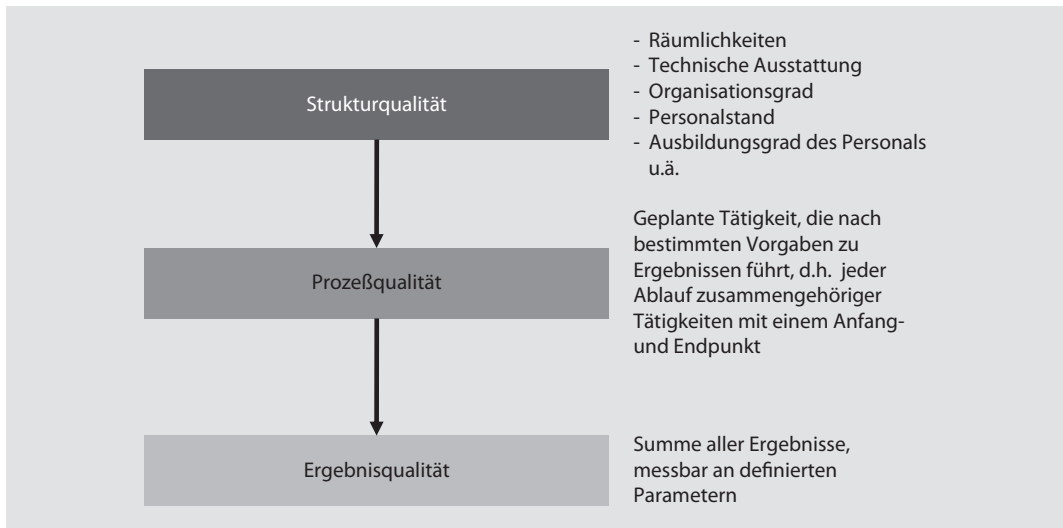 Strukturqualität
- Räumlichkeiten
- Technische Ausstattung
- Organisationsgrad
- Personalstand
- Ausbildungsgrad des Personals
u.ä.
Prozeßqualität
Geplante Tätigkeit, die nach
bestimmten Vorgaben zu
Ergebnissen führt, d.h. jeder
Ablauf zusammengehöriger
Tätigkeiten mit einem Anfang-
und Endpunkt
Ergebnisqualität
Summe aller Ergebnisse,
messbar an definierten
Parametern